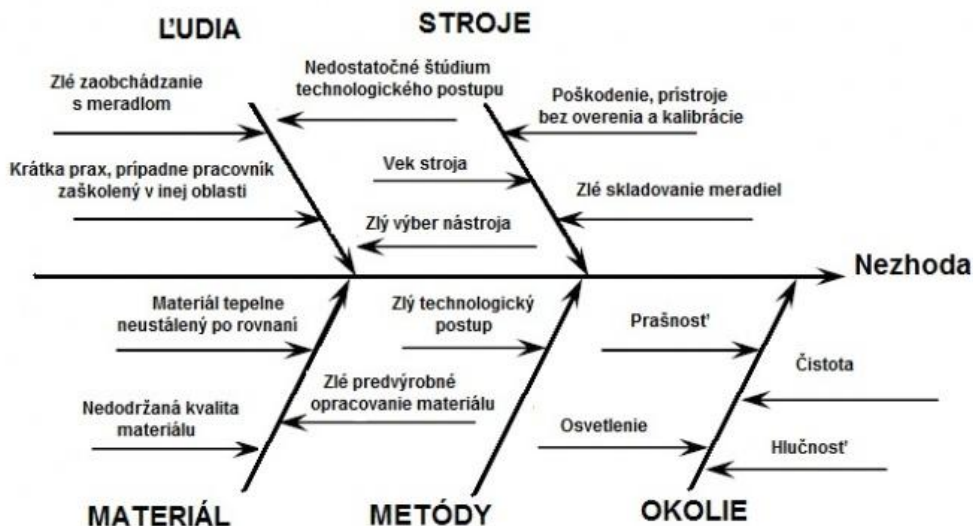 ĽUDIA
STROJE
Zlé zaobchádzanie
s meradlom
Nedostatočné štúdium
technologického postupu
Poškodenie, prístroje
bez overenia a kalibrácie
Krátka prax, prípadne pracovník
zaškolený v inej oblasti
Vek stroja
Zlé skladovanie meradiel
Zlý výber nástroja
Nezhoda
Materiál tepelne
neustálený po rovnaní
Zlý technologický
postup
Prašnosť
Čistota
Zlé predvýrobné
opracovanie materiálu
Nedodržaná kvalita
materiálu
Osvetlenie
Hlučnosť
MATERIÁL
METÓDY
OKOLIE